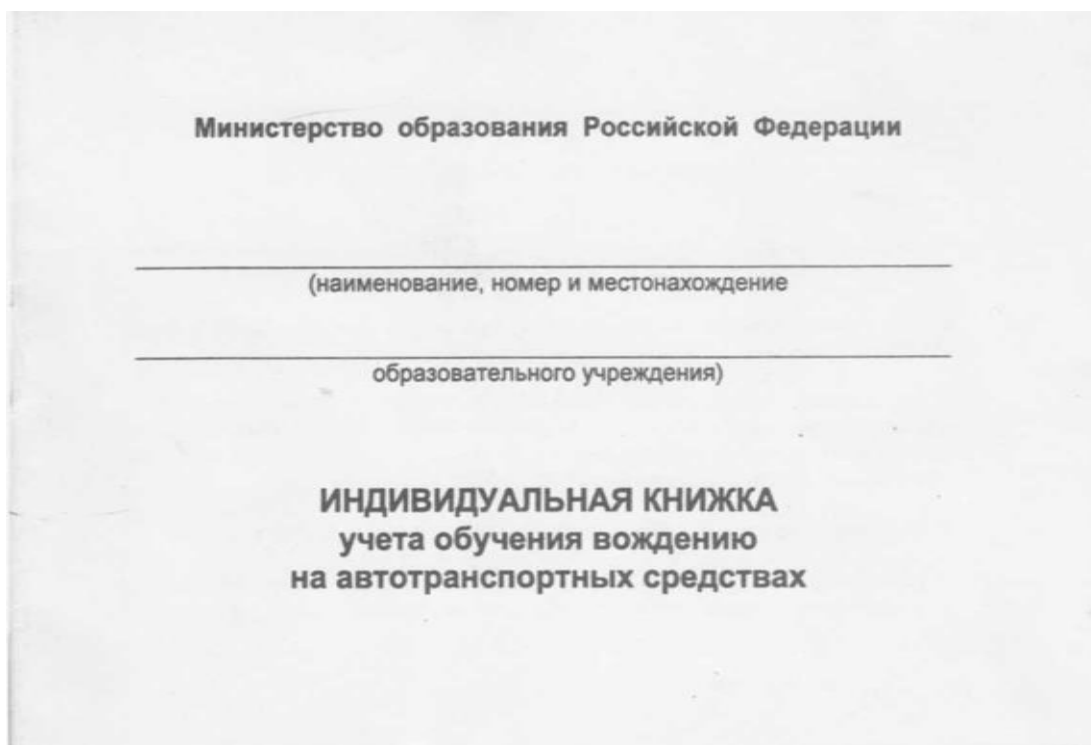 Министерство образования Российской Федерации
(наименование, номер и местонахождение
образовательного учреждения)
ИНДИВИДУАЛЬНАЯ КНИЖКА
учета обучения вождению
на автотранспортных средствах